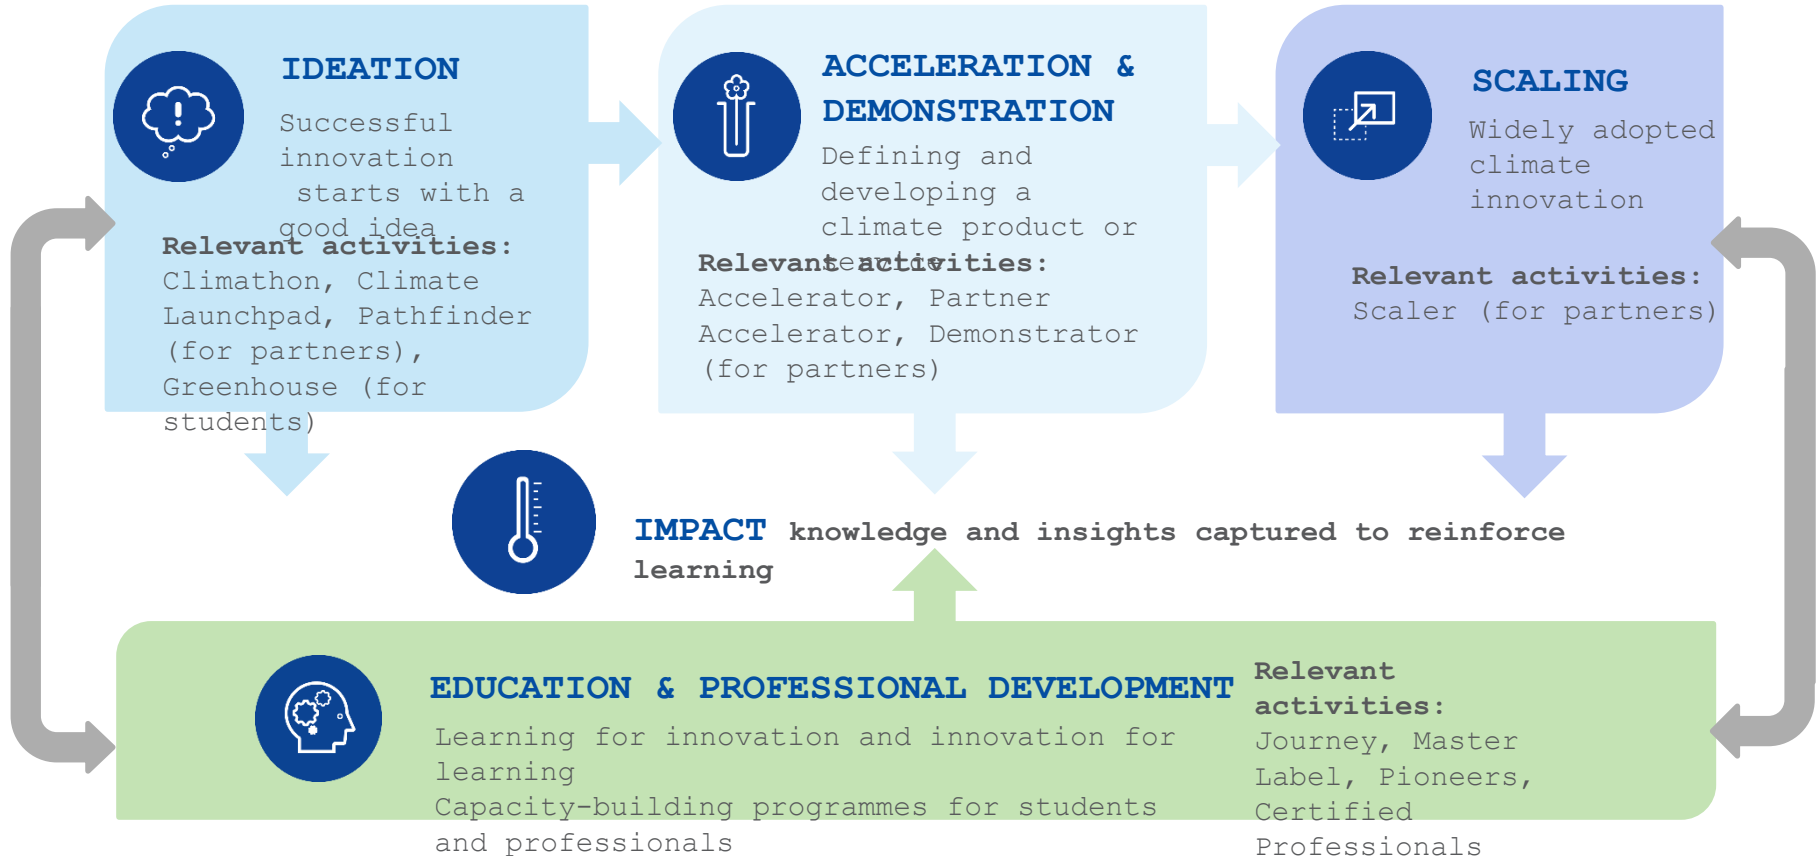 IDEATION
Successful
innovation
starts with a
good idea
Relevant activities:
Climathon, Climate
Launchpad, Pathfinder
(for partners),
Greenhouse (for
students)
ACCELERATION &
DEMONSTRATION
Defining and
developing a
climate product or
service
Relevant activities:
Accelerator, Partner
Accelerator, Demonstrator
(for partners)
SCALING
Widely adopted
climate
innovation
Relevant activities:
Scaler (for partners)
IMPACT knowledge and insights captured to reinforce
learning
EDUCATION & PROFESSIONAL DEVELOPMENT
Learning for innovation and innovation for
learning
Capacity-building programmes for students
and professionals
Relevant
activities:
Journey, Master
Label, Pioneers,
Certified
Professionals